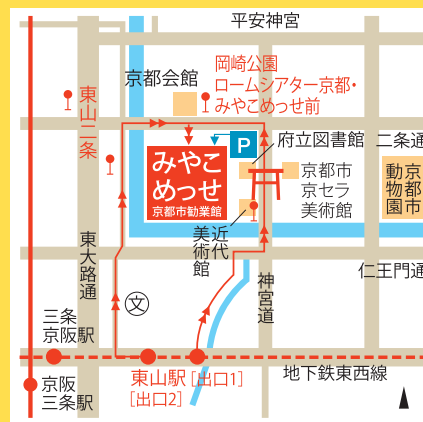 平安神宮
岡崎公園
ロームシアター京都・
みやこめっせ前
京都会館
東山二条
P
府立図書館
二条通
みやこ
めっせ
京都市勧業館
京都市
京セラ
美術館
京都市
動物園
近代
美術館
東大路通
仁王門通
神宮道
文
三条
京阪駅
地下鉄東西線
東山駅[出口1]
[出口2]
京阪
三条駅